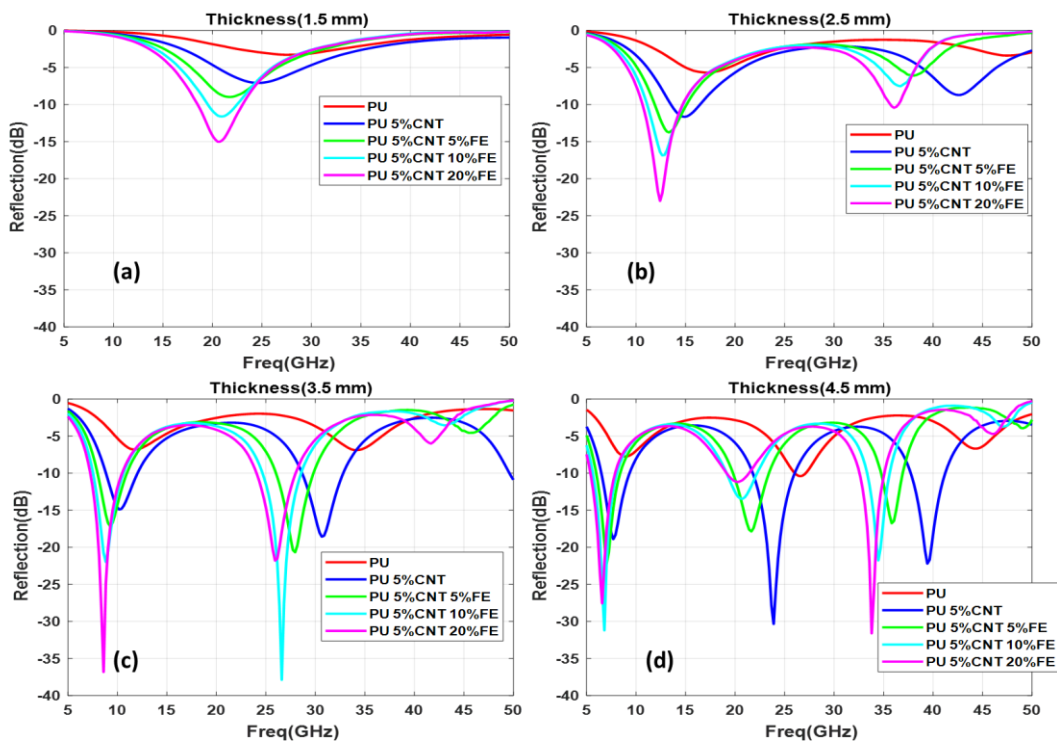 Thickness(1.5 mm)
0
-5
-10
-15
-20
-25
-30
-35
-40
Reflection(dB)
PU
PU 5%CNT
PU 5%CNT 5%FE
PU 5%CNT 10%FE
PU 5%CNT 20%FE
(a)
5 10 15 20 25 30 35 40 45 50
Freq(GHz)
Thickness(2.5 mm)
0
-5
-10
-15
-20
-25
-30
-35
-40
Reflection(dB)
PU
PU 5%CNT
PU 5%CNT 5%FE
PU 5%CNT 10%FE
PU 5%CNT 20%FE
(b)
5 10 15 20 25 30 35 40 45 50
Freq(GHz)
Thickness(3.5 mm)
0
-5
-10
-15
-20
-25
-30
-35
-40
Reflection(dB)
PU
PU 5%CNT
PU 5%CNT 5%FE
PU 5%CNT 10%FE
PU 5%CNT 20%FE
(c)
5 10 15 20 25 30 35 40 45 50
Freq(GHz)
Thickness(4.5 mm)
0
-5
-10
-15
-20
-25
-30
-35
-40
Reflection(dB)
PU
PU 5%CNT
PU 5%CNT 5%FE
PU 5%CNT 10%FE
PU 5%CNT 20%FE
(d)
5 10 15 20 25 30 35 40 45 50
Freq(GHz)